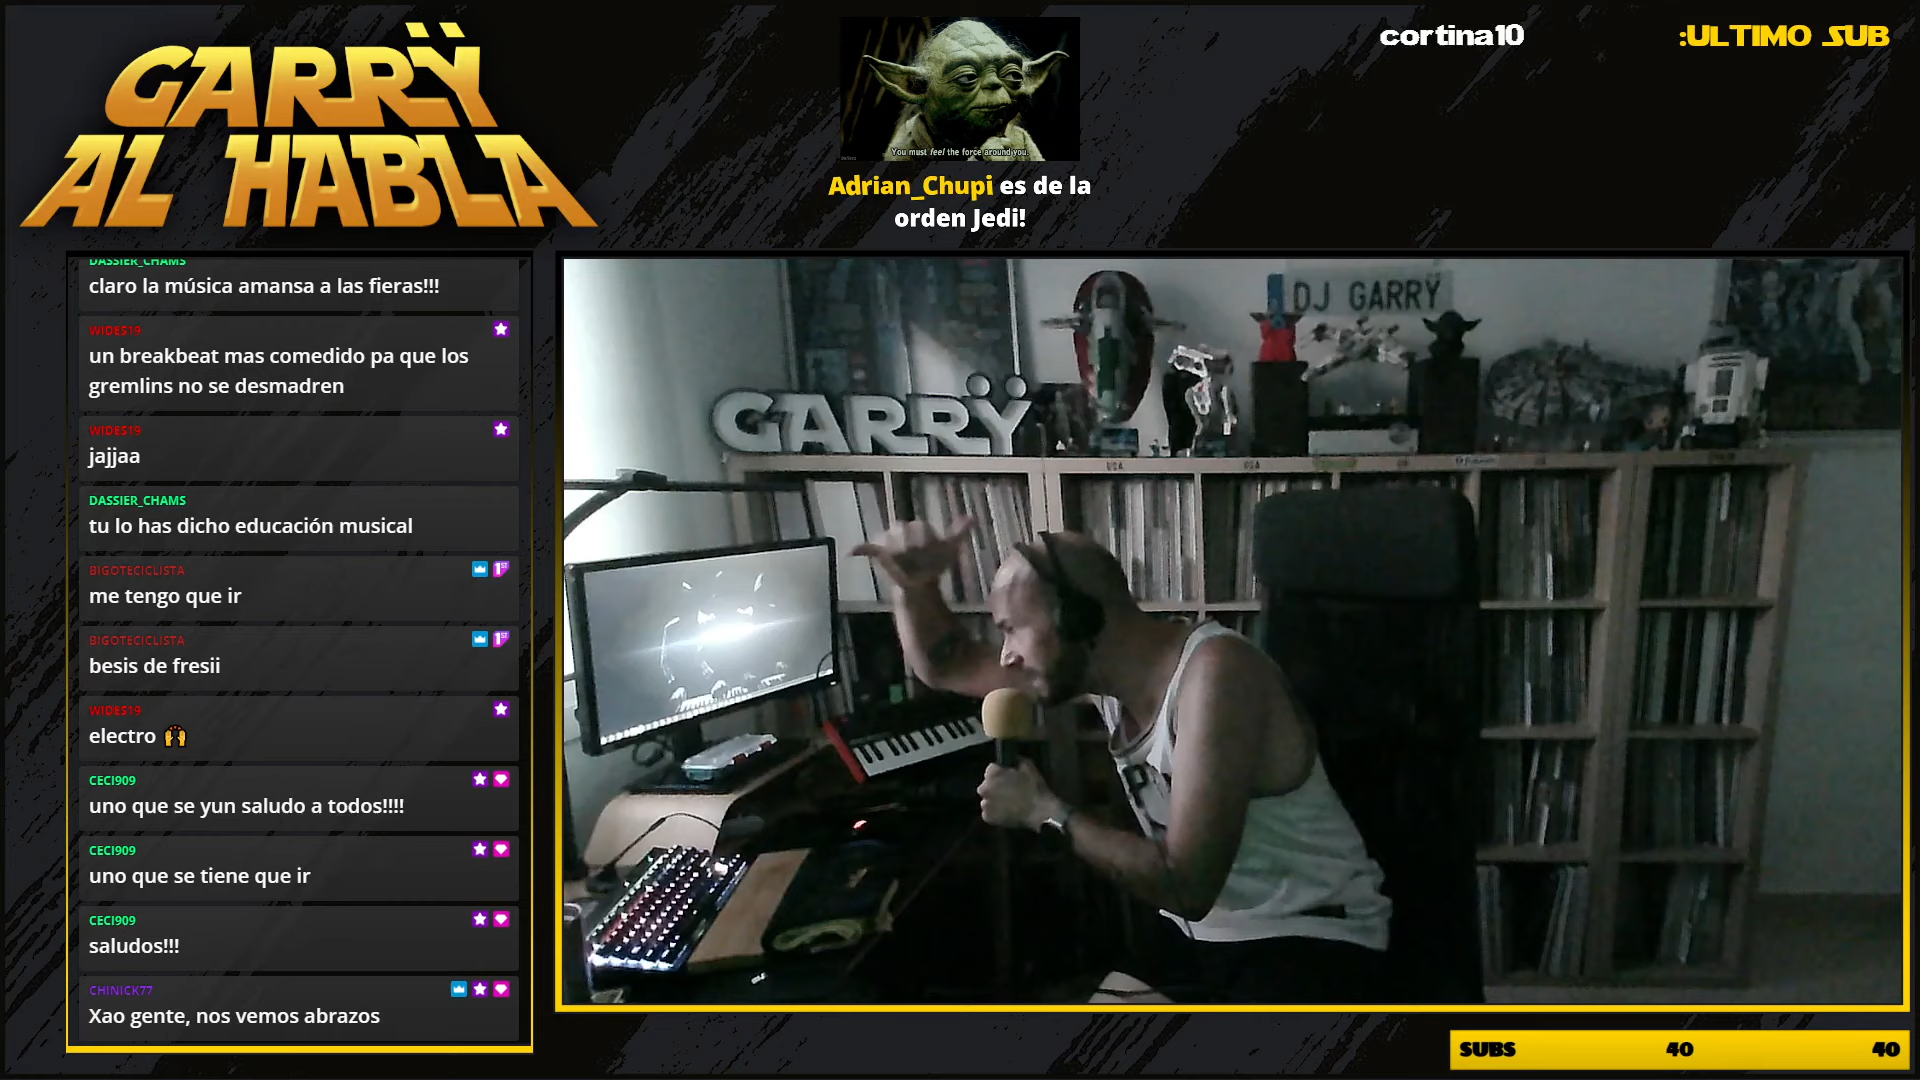 GARRŸ
AL HABLA
You must feel the force around you.
Adrian_Chupi es de la
orden Jedi!
cortina10
:ULTIMO SUB
DASSIER_CHAMS
claro la música amansa a las fieras!!!
WIDES19
un breakbeat mas comedido pa que los
gremlins no se desmadren
WIDES19
jajjaa
DASSIER_CHAMS
tu lo has dicho educación musical
BIGOTECICLISTA
me tengo que ir
BIGOTECICLISTA
besis de fresii
WIDES19
electro
CECI909
uno que se yun saludo a todos!!!!
CECI909
uno que se tiene que ir
CECI909
saludos!!!
CHINICK77
Xao gente, nos vemos abrazos
DJ GARRŸ
GARRŸ
USA
USA
SUBS 40 40